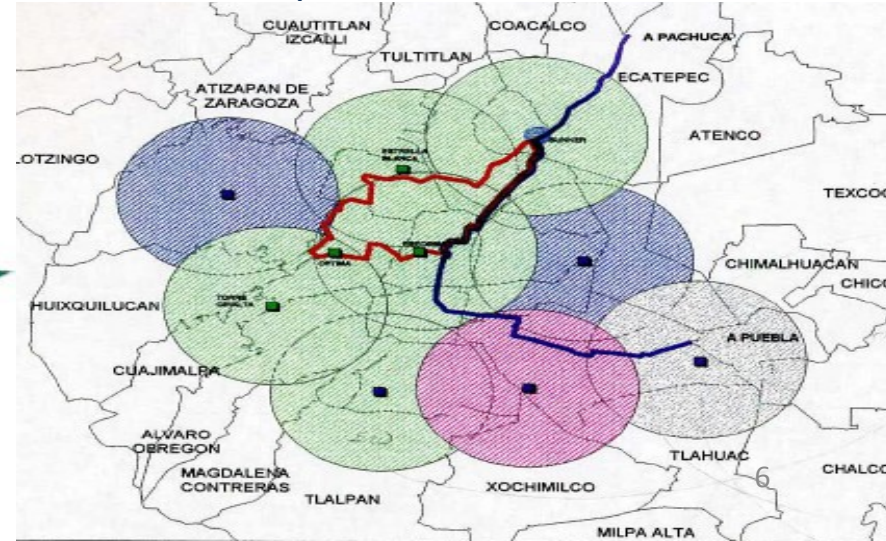 CUAUTITLAN
IZCALLI
COACALCO
A PACHUCA
TULTITLAN
ECATEPEC
ATIZAPAN DE
ZARAGOZA
ATENCO
ESTRELLA
BLANCA
LOTZINGO
TEXCOC
CHIMALHUACAN
OPTIMA
CHICO
HUIXQUILUCAN
TORRE
A PUEBLA
CUAJIMALPA
ALVARO
OBREGON
TLAHUAC
MAGDALENA
CONTRERAS
6
CHALCO
TLALPAN
XOCHIMILCO
MILPA ALTA